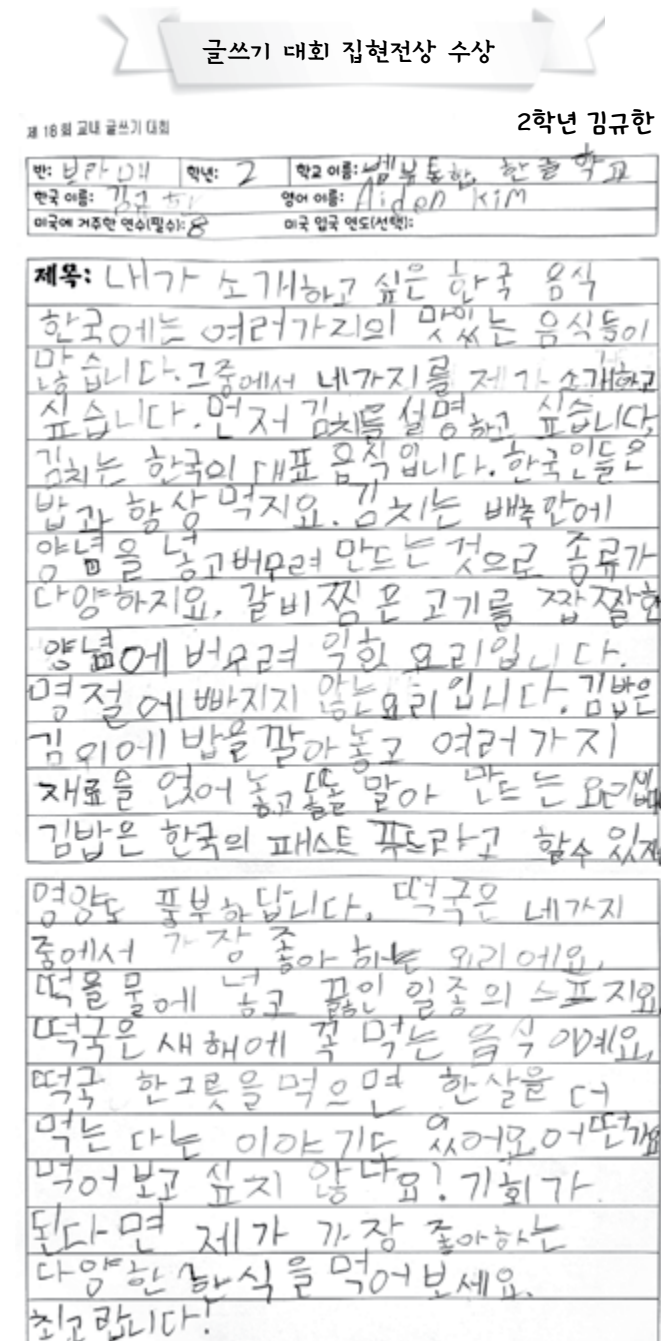 글쓰기 대회 집현전상 수상
제 18회 교내 글쓰기 대회
2학년 김규한
반: 보라매 학년: 2 학교 이름: 벧부통합 한글 학교
한국 이름: 김규한 영어 이름: Aiden Kim
미국에 거주한 연수(필수): 8 미국 입국 연도(선택):
제목: 내가 소개하고 싶은 한국 음식
한국에는 여러가지의 맛있는 음식들이
많습니다. 그중에서 네가지를 제가 소개하고
싶습니다. 먼저 김치를 설명하고 싶습니다.
김치는 한국의 대표 음식입니다. 한국인들은
밥과 항상 먹지요. 김치는 배추안에
양념을 넣고버무려 만드는 것으로 종류가
다양하지요. 갈비찜은 고기를 짭짤한
양념에 버무려 익힌 요리입니다.
명절에 빠지지 않는요리입니다. 김밥은
김위에 밥을 깔아놓고 여러가지
재료를 얹어 놓고 돌돌 말아 만드는 요리입니다
김밥은 한국의 패스트 푸드라고 할수 있지
영양도 풍부하답니다. 떡국은 네가지
중에서 가장 좋아 하는 요리에요.
떡을 물에 넣고 끓인 일종의 스프지요
떡국은 새해에 꼭 먹는 음식 이예요.
떡국 한그릇을 먹으면 한살을 더
먹는 다는 이야기도 있어요. 어떤가요
먹어보고 싶지 않나요? 기회가
된다면 제가 가장 좋아하는
다양한 한식을 먹어보세요.
최고랍니다!